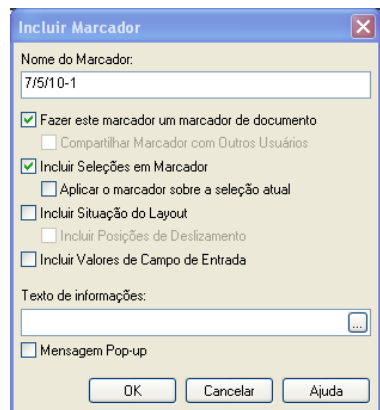 Incluir Marcador
Nome do Marcador:
7/5/10-1
Fazer este marcador um marcador de documento
Compartilhar Marcador com Outros Usuários
Incluir Seleções em Marcador
Aplicar o marcador sobre a seleção atual
Incluir Situação do Layout
Incluir Posições de Deslizamento
Incluir Valores de Campo de Entrada
Texto de informações:
...
Mensagem Pop-up
OK Cancelar Ajuda